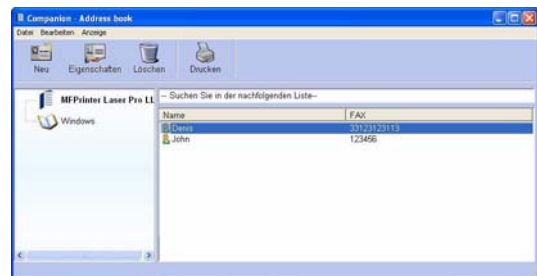 Companion - Address book
Datei Bearbeiten Anzeige
Neu Eigenschaften Löschen Drucken
MFPrinter Laser Pro LL
Windows
-- Suchen Sie in der nachfolgenden Liste--
Name FAX
Denis 33123123113
John 123456